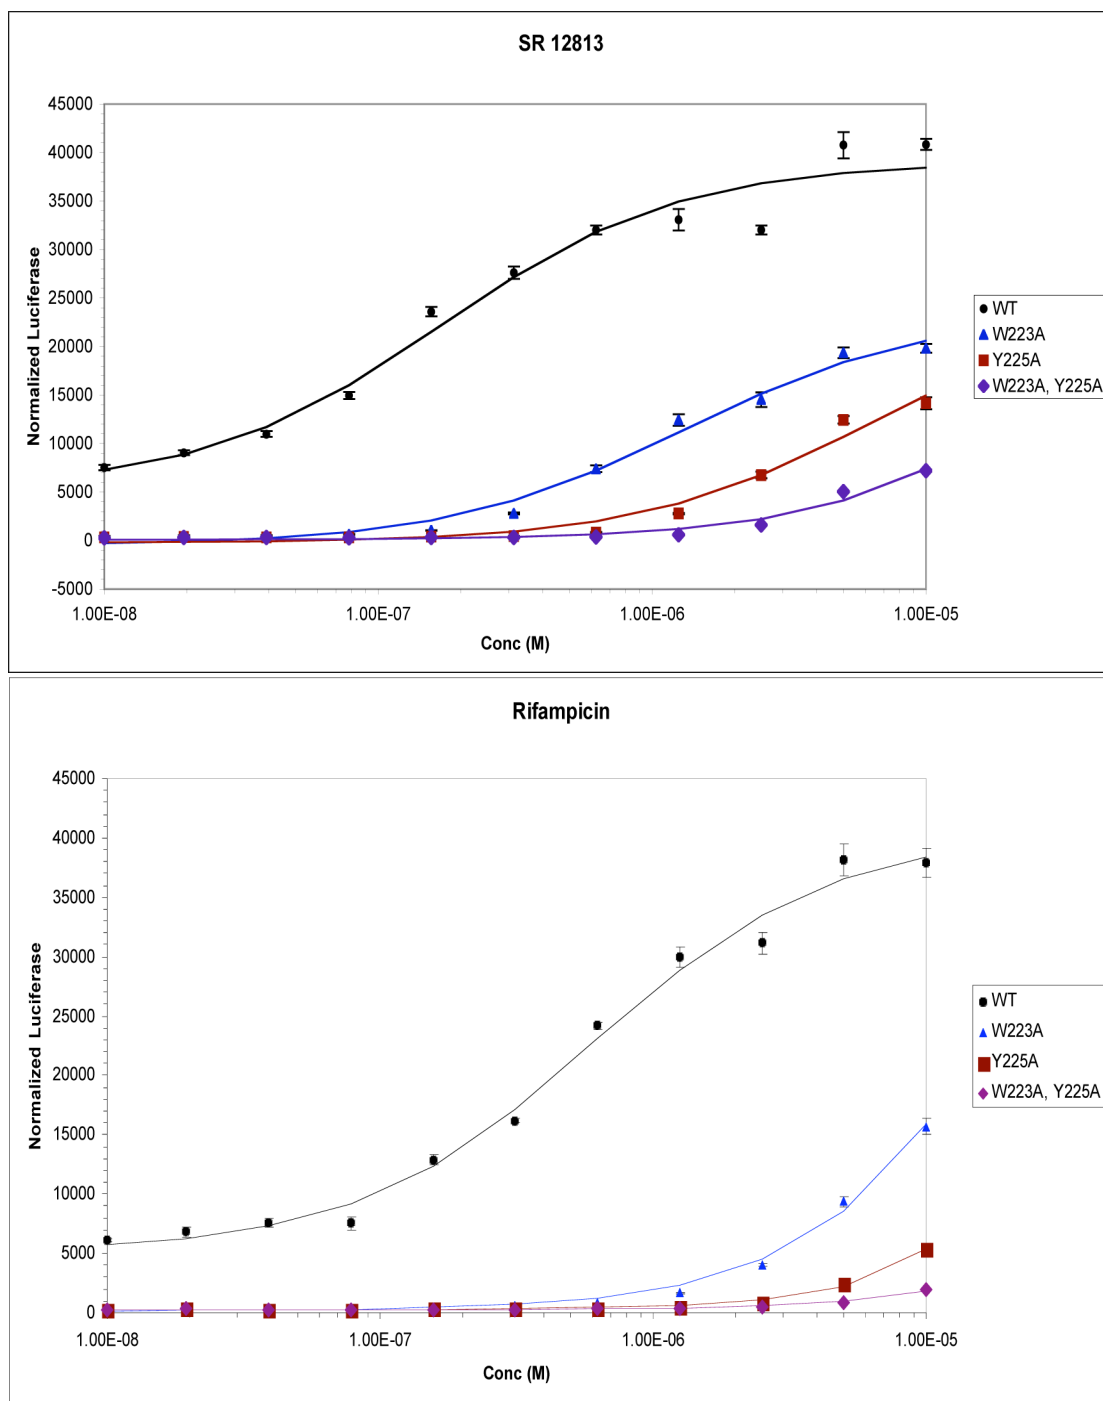 SR 12813
45000
40000
35000
30000
25000
20000
15000
10000
5000
0
-5000
Normalized Luciferase
1.00E-08 1.00E-07 1.00E-06 1.00E-05
Conc (M)
WT
W223A
Y225A
W223A, Y225A
Rifampicin
45000
40000
35000
30000
25000
20000
15000
10000
5000
0
Normalized Luciferase
1.00E-08 1.00E-07 1.00E-06 1.00E-05
Conc (M)
WT
W223A
Y225A
W223A, Y225A